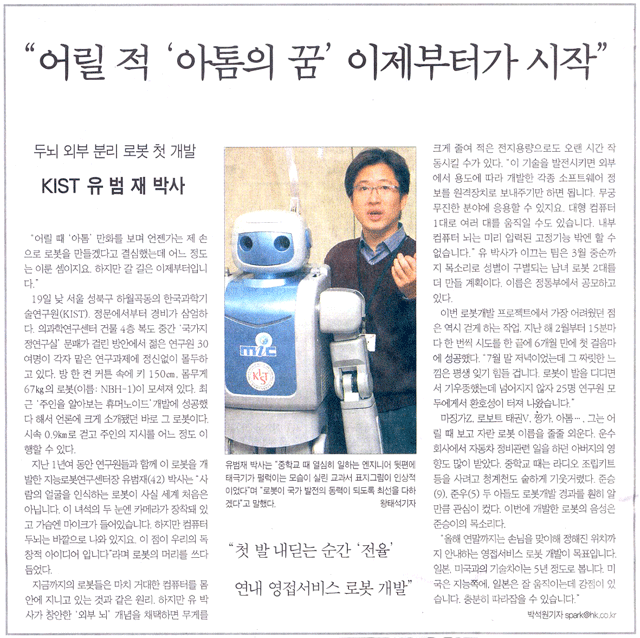 “어릴 적 ‘아톰의 꿈’ 이제부터가 시작”
두뇌 외부 분리 로봇 첫 개발
KIST 유 범 재 박사
“어릴 때 ‘아톰’ 만화를 보며 언젠가는 제 손
으로 로봇을 만들겠다고 결심했는데 어느 정도
는 이룬 셈이지요. 하지만 갈 길은 이제부터입니
다.”
19일 낮 서울 성북구 하월곡동의 한국과학기
술연구원(KIST). 정문에서부터 경비가 삼엄하
다. 의과학연구센터 건물 4층 복도 중간 ‘국가지
정연구실’ 문패가 걸린 방안에서 젊은 연구원 30
여명이 각자 맡은 연구과제에 정신없이 몰두하
고 있다. 방 한 켠 커튼 속에 키 150㎝, 몸무게
67㎏의 로봇(이름: NBH-1)이 모셔져 있다. 최
근 ‘주인을 알아보는 휴머노이드’ 개발에 성공했
다 해서 언론에 크게 소개됐던 바로 그 로봇이다.
시속 0.9㎞로 걷고 주인의 지시를 어느 정도 이
행할 수 있다.
지난 1년여 동안 연구원들과 함께 이 로봇을 개
발한 지능로봇연구센터장 유범재(42) 박사는 “사
람의 얼굴을 인식하는 로봇이 사실 세계 처음은
아닙니다. 이 녀석의 두 눈엔 카메라가 장착돼 있
고 가슴엔 마이크가 들어있습니다. 하지만 컴퓨터
두뇌는 바깥으로 나와 있지요. 이 점이 우리의 독
창적 아이디어 입니다”라며 로봇의 머리를 쓰다
듬었다.
지금까지의 로봇들은 마치 거대한 컴퓨터를 몸
안에 지니고 있는 것과 같은 원리. 하지만 유 박
사가 창안한 ‘외부 뇌’ 개념을 채택하면 무게를
mic
KIST
유범재 박사는 “중학교 때 열심히 일하는 엔지니어 뒷편에
태극기가 펄럭이는 모습이 실린 교과서 표지그림이 인상적
이었다”며 “로봇이 국가 발전의 동력이 되도록 최선을 다하
겠다”고 말했다.
왕태석기자
“첫 발 내딛는 순간 ‘전율’
연내 영접서비스 로봇 개발”
크게 줄여 적은 전지용량으로도 오랜 시간 작
동시킬 수가 있다. “이 기술을 발전시키면 외부
에서 용도에 따라 개발한 각종 소프트웨어 정
보를 원격장치로 보내주기만 하면 됩니다. 무궁
무진한 분야에 응용할 수 있지요. 대형 컴퓨터
1대로 여러 대를 움직일 수도 있습니다. 내부
컴퓨터 뇌는 미리 입력된 고정기능 밖엔 할 수
없습니다.” 유 박사가 이끄는 팀은 3월 중순까
지 목소리로 성별이 구별되는 남녀 로봇 2대를
더 만들 계획이다. 이름은 정통부에서 공모하고
있다.
이번 로봇개발 프로젝트에서 가장 어려웠던 점
은 역시 걷게 하는 작업. 지난 해 2월부터 15분마
다 한 번씩 시도를 한 끝에 6개월 만에 첫 걸음마
에 성공했다. “7월 말 저녁이었는데 그 짜릿한 느
낌은 평생 잊기 힘들 겁니다. 로봇이 발을 디디면
서 기우뚱했는데 넘어지지 않자 25명 연구원 모
두에게서 환호성이 터져 나왔습니다.”
마징가Z, 로보트 태권V, 짱가, 아톰…. 그는 어
릴 때 보고 자란 로봇 이름을 줄줄 외운다. 운수
회사에서 자동차 정비관련 일을 하던 아버지의 영
향도 많이 받았다. 중학교 때는 라디오 조립키트
등을 사려고 청계천도 숱하게 기웃거렸다. 준승
(9), 준우(5) 두 아들도 로봇개발 경과를 훤히 알
만큼 관심이 컸다. 이번에 개발한 로봇의 음성은
준승이의 목소리다.
“올해 연말까지는 손님을 맞이해 정해진 위치까
지 안내하는 영접서비스 로봇 개발이 목표입니다.
일본, 미국과의 기술차이는 5년 정도로 봅니다. 미
국은 지능쪽에, 일본은 잘 움직이는데 강점이 있
습니다. 충분히 따라잡을 수 있습니다.”
박석원기자 spark@hk.co.kr